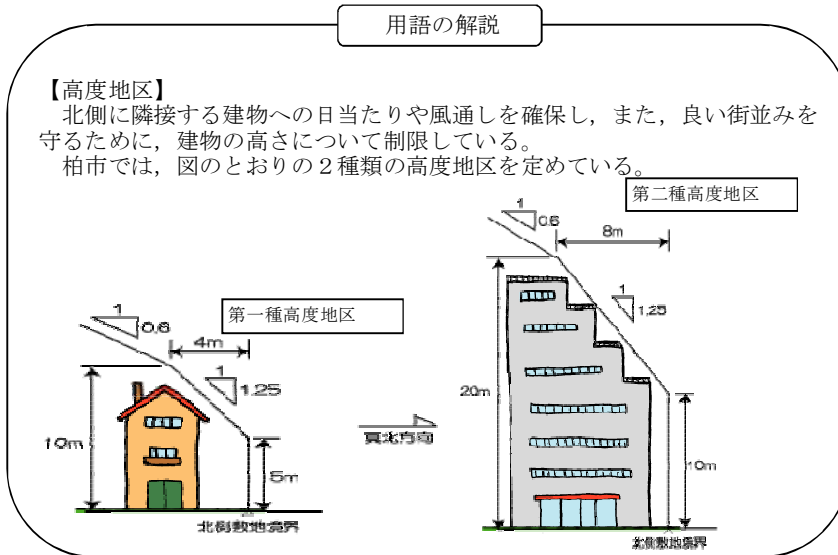 用語の解説
【高度地区】
北側に隣接する建物への日当たりや風通しを確保し，また，良い街並みを
守るために，建物の高さについて制限している。
柏市では，図のとおりの２種類の高度地区を定めている。
第一種高度地区
1
0.6
4m
1
1.25
10m
5m
北側敷地境界
真北方向
第二種高度地区
1
0.6
8m
1
1.25
20m
10m
北側敷地境界